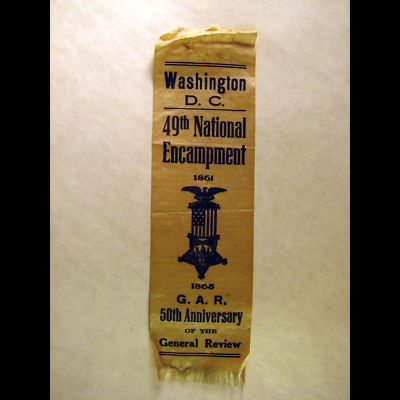 Washington
D. C.
49th National
Encampment
1861
1865
G. A. R.
50th Anniversary
OF THE
General Review